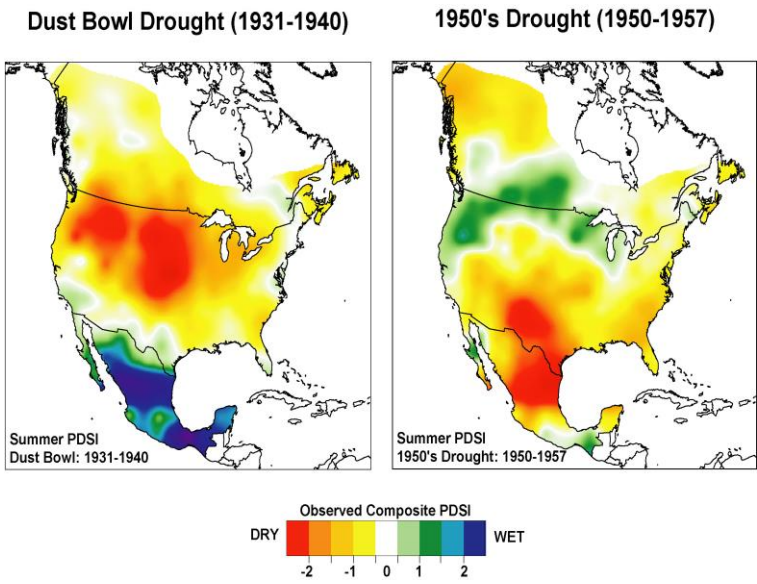 Dust Bowl Drought (1931-1940)
1950's Drought (1950-1957)
Summer PDSI
Dust Bowl: 1931-1940
Summer PDSI
1950's Drought: 1950-1957
Observed Composite PDSI
DRY
WET
-2 -1 0 1 2